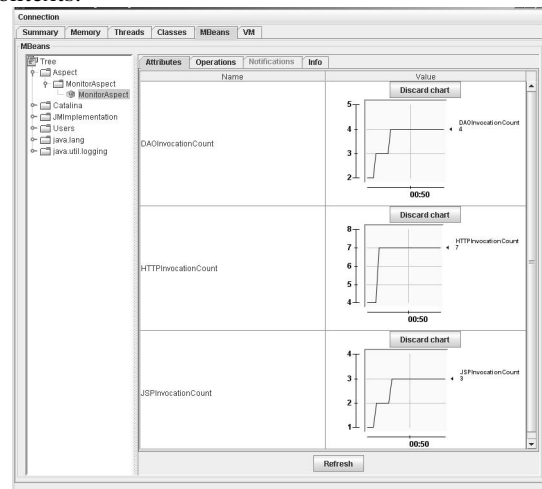 Connection
Summary Memory Threads Classes MBeans VM
MBeans
Tree
Aspect
MonitorAspect
MonitorAspect
Catalina
JMImplementation
Users
java.lang
java.util.logging
Attributes Operations Notifications Info
Name Value
DAOInvocationCount
Discard chart
5
4
3
2
DAOInvocationCount
4
00:50
HTTPInvocationCount
Discard chart
8
7
6
5
4
HTTPInvocationCount
7
00:50
JSPInvocationCount
Discard chart
4
3
2
1
JSPInvocationCount
3
00:50
Refresh